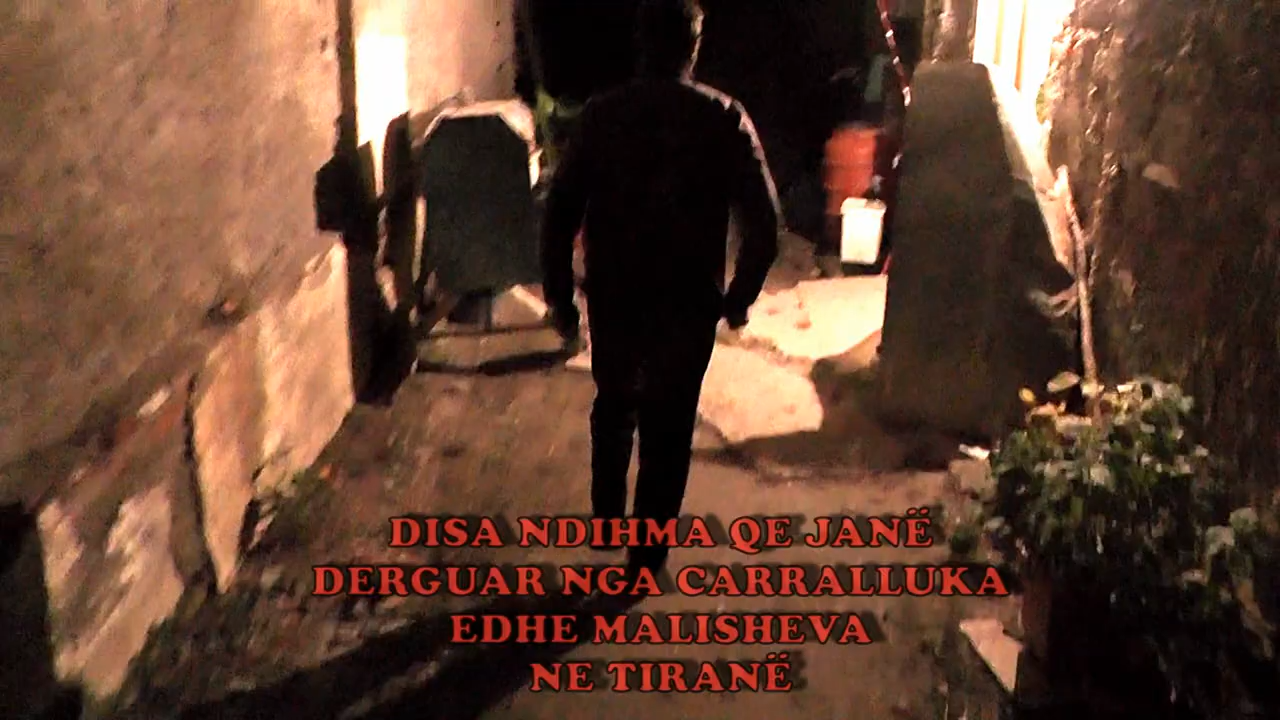 DISA NDIHMA QE JANË
DERGUAR NGA CARRALLUKA
EDHE MALISHEVA
NE TIRANË